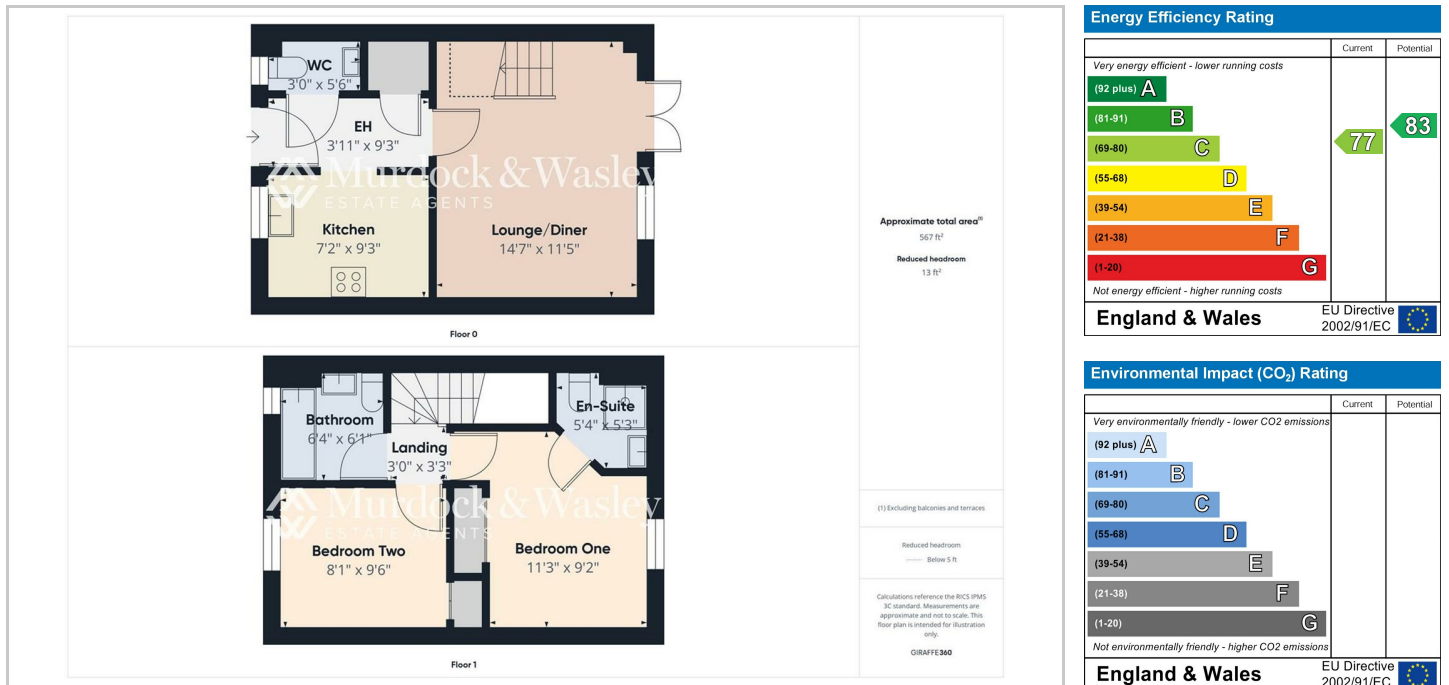 WC
3'0" x 5'6"
EH
3'11" x 9'3"
Murdock & Wasley
ESTATE AGENTS
Kitchen
7'2" x 9'3"
Lounge/Diner
14'7" x 11'5"
Floor 0
Bathroom
6'4" x 6'1"
Landing
3'0" x 3'3"
En-Suite
5'4" x 5'3"
Murdock & Wasley
ESTATE AGENTS
Bedroom Two
8'1" x 9'6"
Bedroom One
11'3" x 9'2"
Floor 1
Approximate total area(1)
567 ft²
Reduced headroom
13 ft²
(1) Excluding balconies and terraces
Reduced headroom
Below 5 ft
Calculations reference the RICS IPMS
3C standard. Measurements are
approximate and not to scale. This
floor plan is intended for illustration
only.
GIRAFFE360
Energy Efficiency Rating
Current Potential
Very energy efficient - lower running costs
(92 plus) A
(81-91) B
(69-80) C
(55-68) D
(39-54) E
(21-38) F
(1-20) G
77
83
Not energy efficient - higher running costs
England & Wales
EU Directive
2002/91/EC
Environmental Impact (CO₂) Rating
Current Potential
Very environmentally friendly - lower CO2 emissions
(92 plus) A
(81-91) B
(69-80) C
(55-68) D
(39-54) E
(21-38) F
(1-20) G
Not environmentally friendly - higher CO2 emissions
England & Wales
EU Directive
2002/91/EC